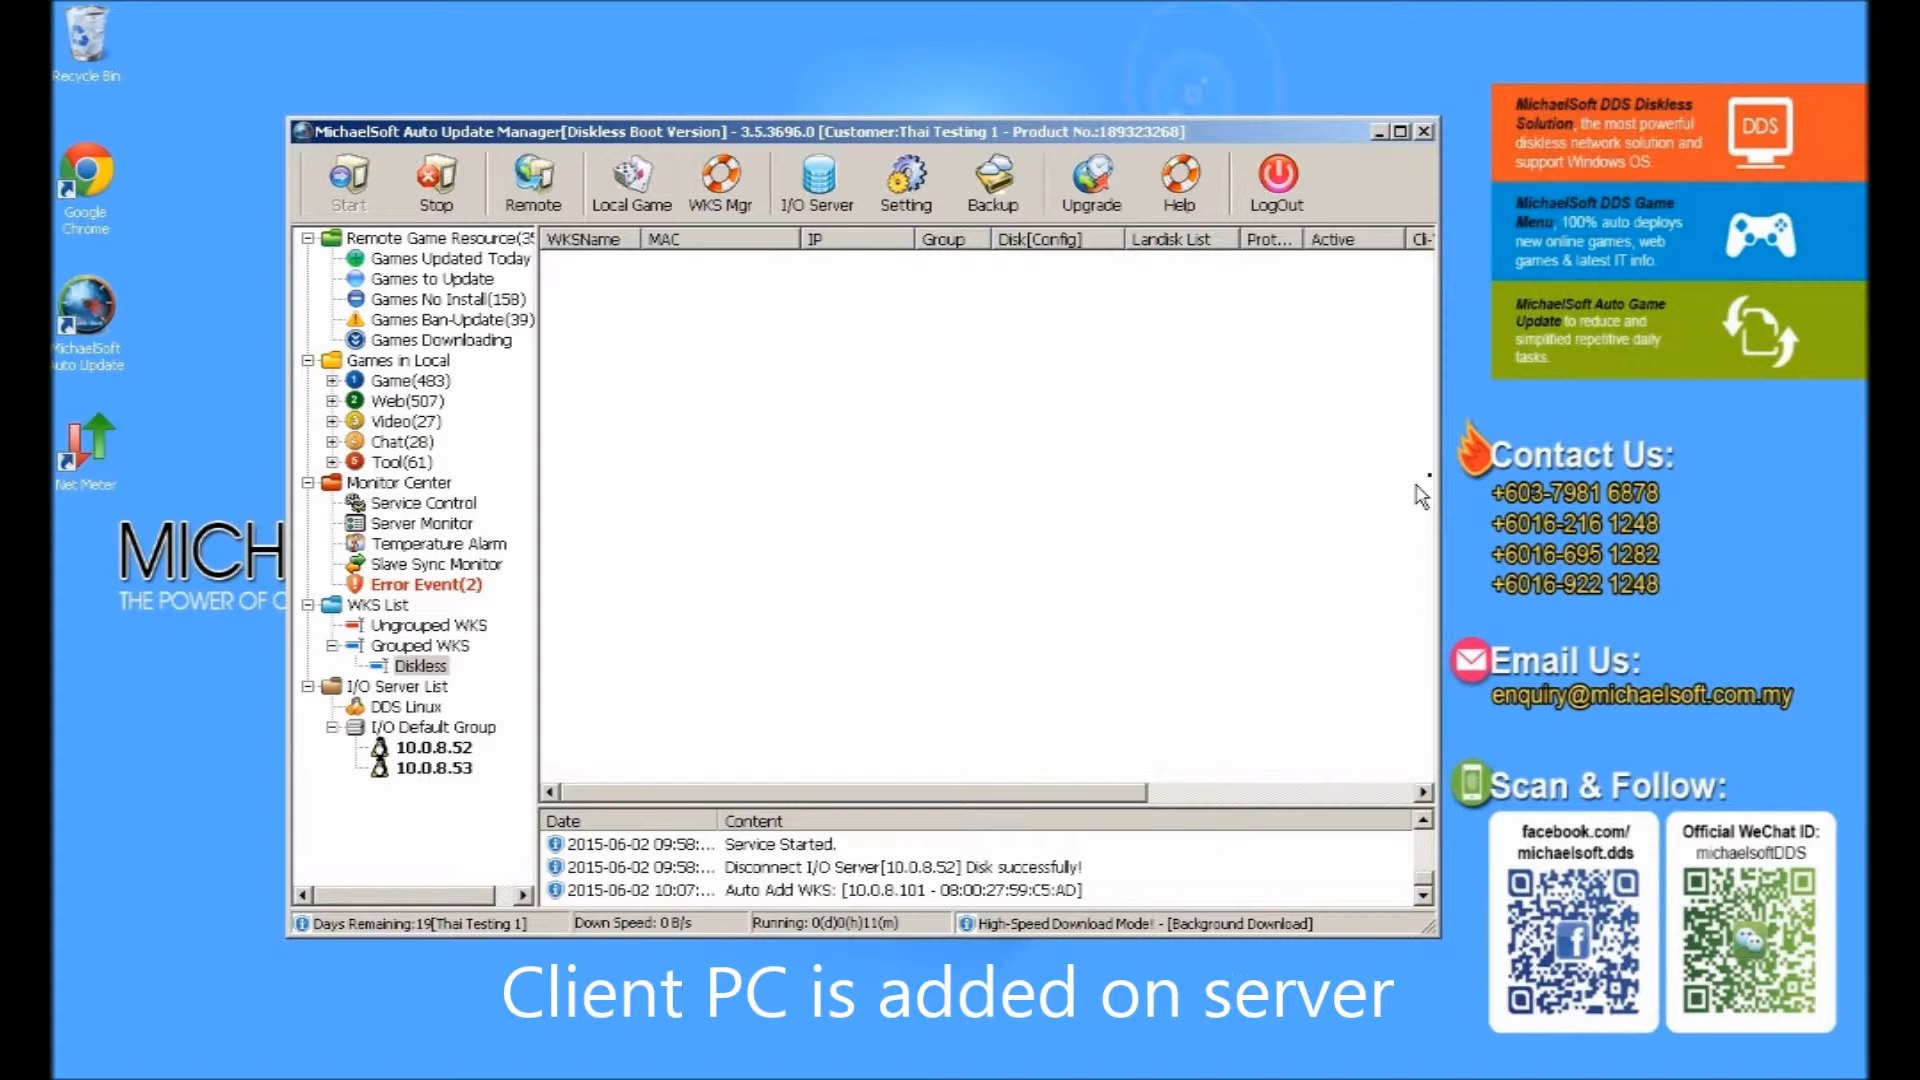 Recycle Bin
Google
Chrome
MichaelSoft
Auto Update
Net Meter
MICH
THE POWER OF
MichaelSoft Auto Update Manager[Diskless Boot Version] - 3.5.3696.0 [Customer:Thai Testing 1 - Product No.:189323268]
Start
Stop
Remote
Local Game
WKS Mgr
I/O Server
Setting
Backup
Upgrade
Help
LogOut
Remote Game Resource(35
Games Updated Today
Games to Update
Games No Install(158)
Games Ban-Update(39)
Games Downloading
Games in Local
Game(483)
Web(507)
Video(27)
Chat(28)
Tool(61)
Monitor Center
Service Control
Server Monitor
Temperature Alarm
Slave Sync Monitor
Error Event(2)
WKS List
Ungrouped WKS
Grouped WKS
Diskless
I/O Server List
DDS Linux
I/O Default Group
10.0.8.52
10.0.8.53
WKSName MAC IP Group Disk[Config] Landisk List Prot... Active
Date Content
2015-06-02 09:58:... Service Started.
2015-06-02 09:58:... Disconnect I/O Server[10.0.8.52] Disk successfully!
2015-06-02 10:07:... Auto Add WKS: [10.0.8.101 - 08:00:27:59:C5:AD]
Days Remaining:19[Thai Testing 1] Down Speed: 0 B/s Running: 0(d)0(h)11(m) High-Speed Download Mode! - [Background Download]
MichaelSoft DDS Diskless
Solution, the most powerful
diskless network solution and
support Windows OS.
DDS
MichaelSoft DDS Game
Menu, 100% auto deploys
new online games, web
games & latest IT info.
MichaelSoft Auto Game
Update to reduce and
simplified repetitive daily
tasks.
Contact Us:
+603-7981 6878
+6016-216 1248
+6016-695 1282
+6016-922 1248
Email Us:
enquiry@michaelsoft.com.my
Scan & Follow:
facebook.com/
michaelsoft.dds
Official WeChat ID:
michaelsoftDDS
Client PC is added on server